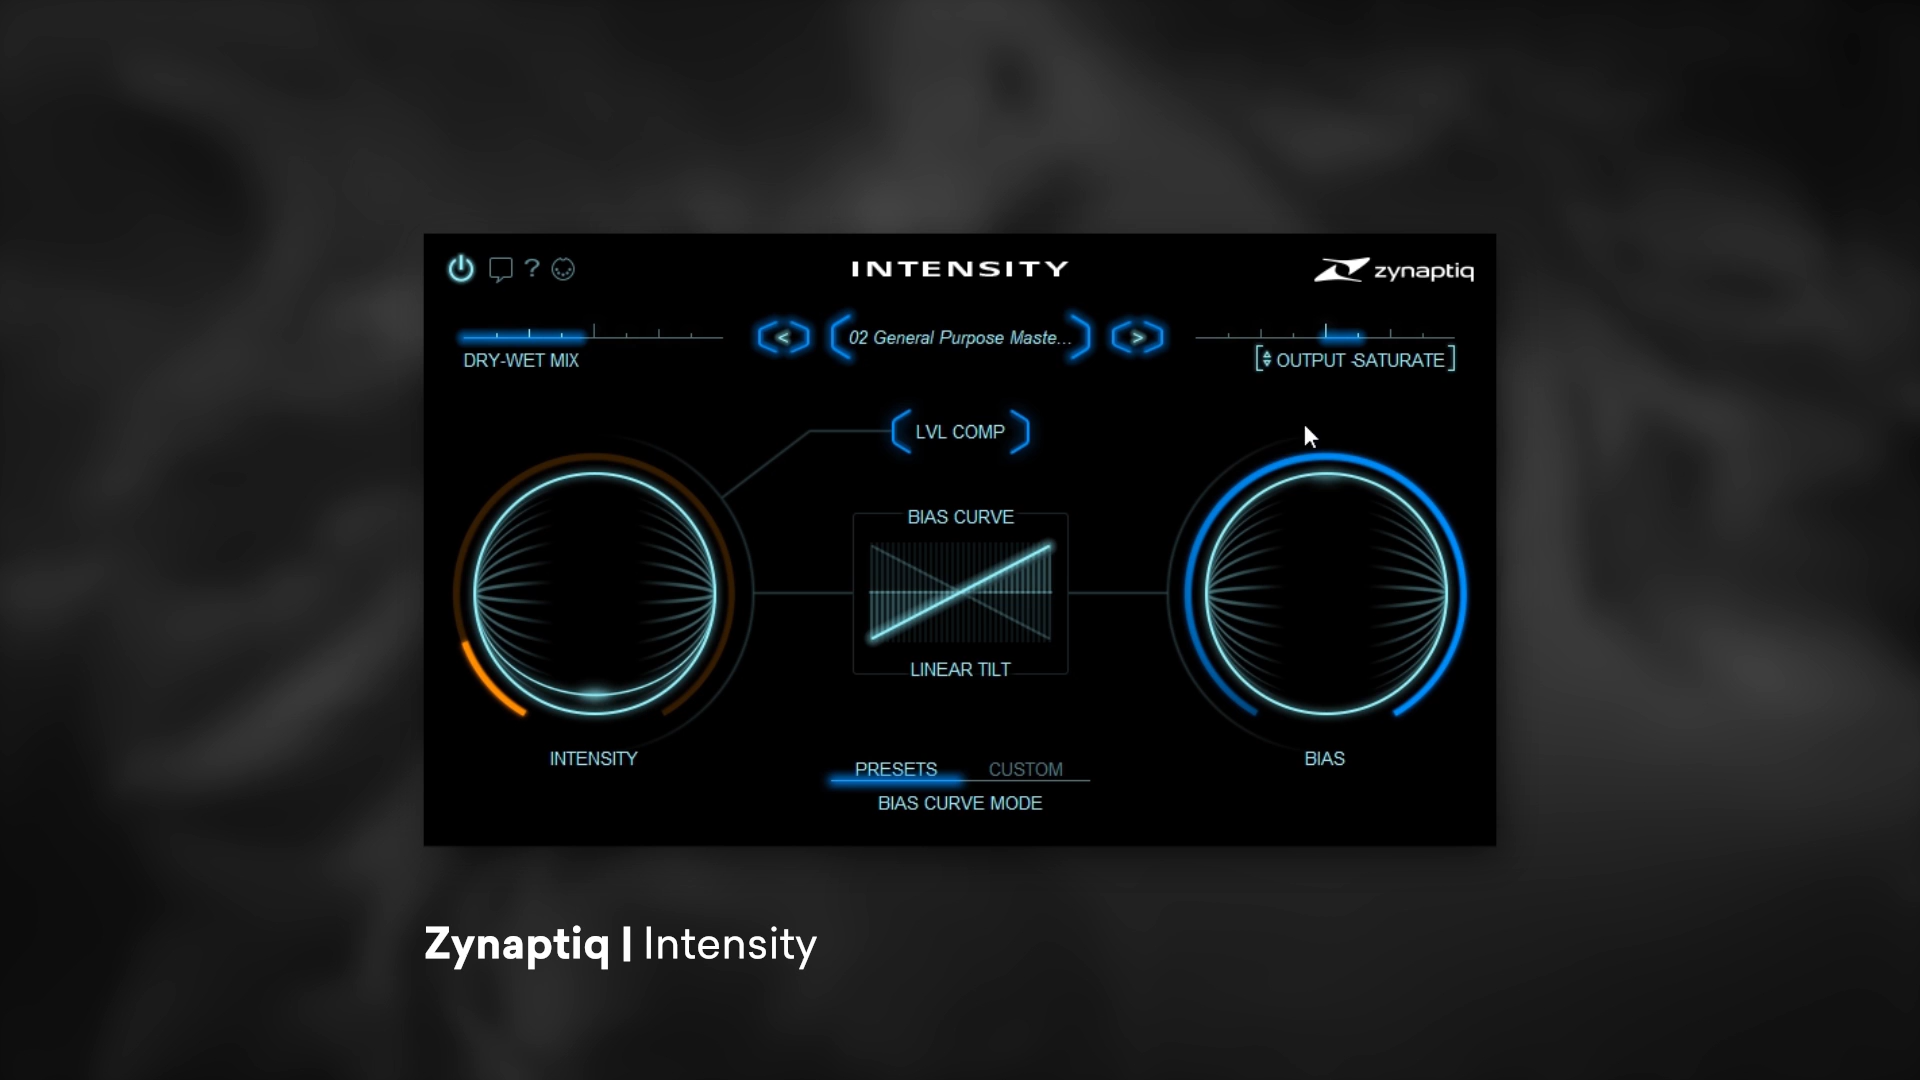 INTENSITY
zynaptiq
DRY-WET MIX
<
02 General Purpose Maste...
>
OUTPUT-SATURATE
LVL COMP
BIAS CURVE
LINEAR TILT
INTENSITY
BIAS
PRESETS
CUSTOM
BIAS CURVE MODE
Zynaptiq | Intensity